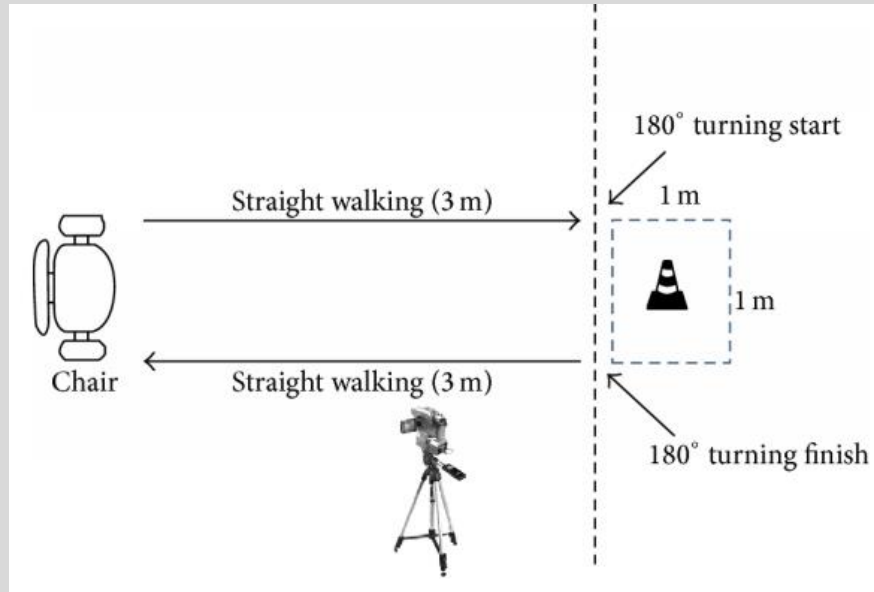 180° turning start
Straight walking (3 m)
1 m
1 m
Chair
Straight walking (3 m)
180° turning finish